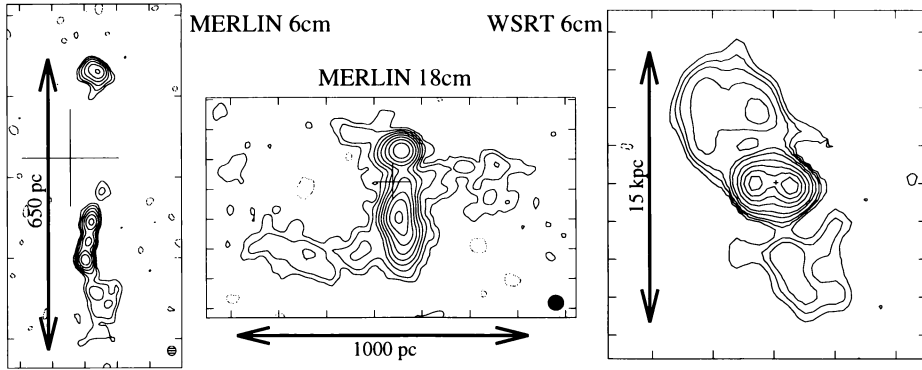 MERLIN 6cm
WSRT 6cm
MERLIN 18cm
650 pc
15 kpc
1000 pc